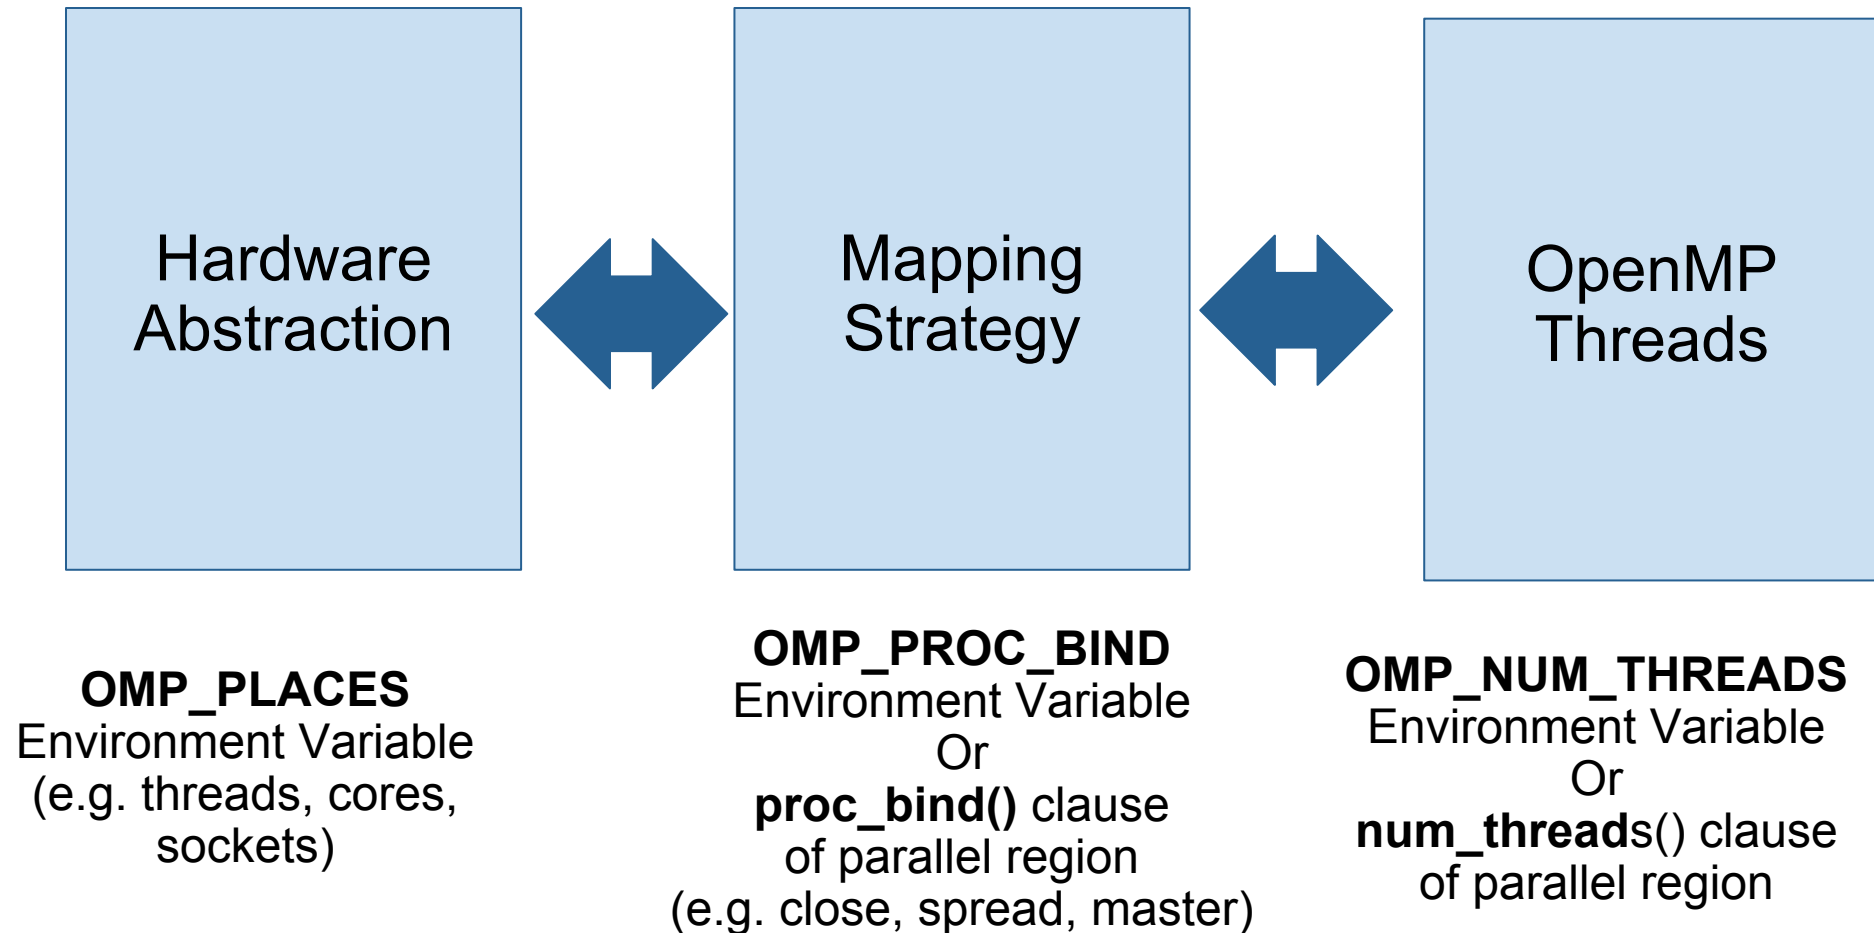 Hardware
Abstraction
Mapping
Strategy
OpenMP
Threads
OMP_PLACES
Environment Variable
(e.g. threads, cores,
sockets)
OMP_PROC_BIND
Environment Variable
Or
proc_bind() clause
of parallel region
(e.g. close, spread, master)
OMP_NUM_THREADS
Environment Variable
Or
num_threads() clause
of parallel region